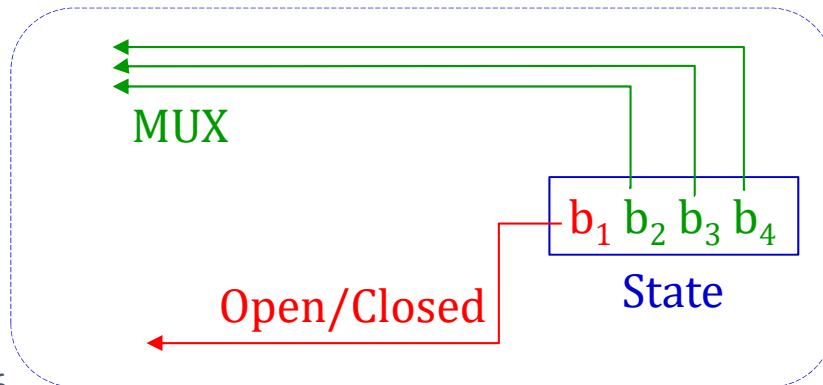 MUX
b₁ b₂ b₃ b₄
State
Open/Closed